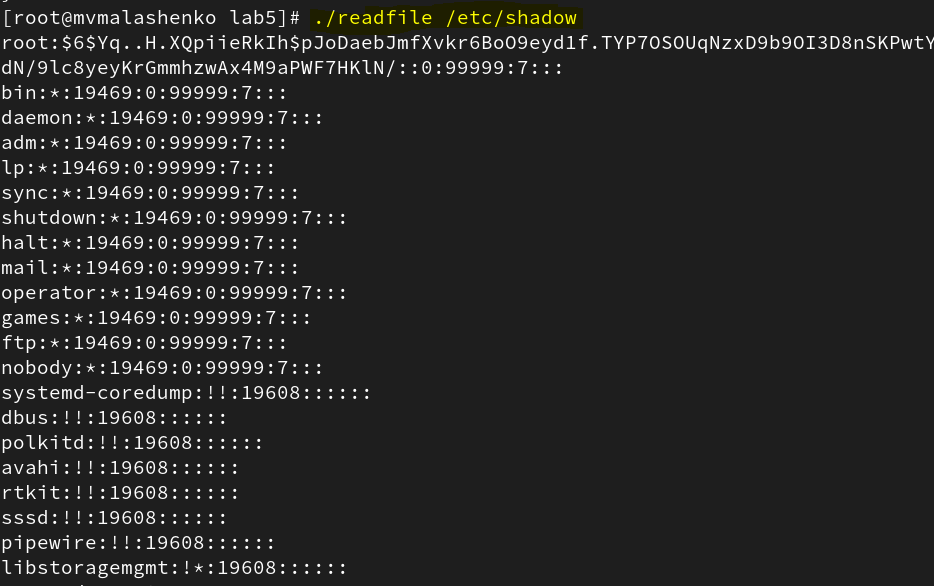 [root@mvmalashenko lab5]# ./readfile /etc/shadow
root:$6$Yq..H.XQpiieRkIh$pJoDaebJmfXvkr6BoO9eyd1f.TYP7OSOUqNzxD9b9OI3D8nSKPwtY
dN/9lc8yeyKrGmmhzwAx4M9aPWF7HKlN/::0:99999:7:::
bin:*:19469:0:99999:7:::
daemon:*:19469:0:99999:7:::
adm:*:19469:0:99999:7:::
lp:*:19469:0:99999:7:::
sync:*:19469:0:99999:7:::
shutdown:*:19469:0:99999:7:::
halt:*:19469:0:99999:7:::
mail:*:19469:0:99999:7:::
operator:*:19469:0:99999:7:::
games:*:19469:0:99999:7:::
ftp:*:19469:0:99999:7:::
nobody:*:19469:0:99999:7:::
systemd-coredump:!!:19608::::::
dbus:!!:19608::::::
polkitd:!!:19608::::::
avahi:!!:19608::::::
rtkit:!!:19608::::::
sssd:!!:19608::::::
pipewire:!!:19608::::::
libstoragemgmt:!*:19608::::::